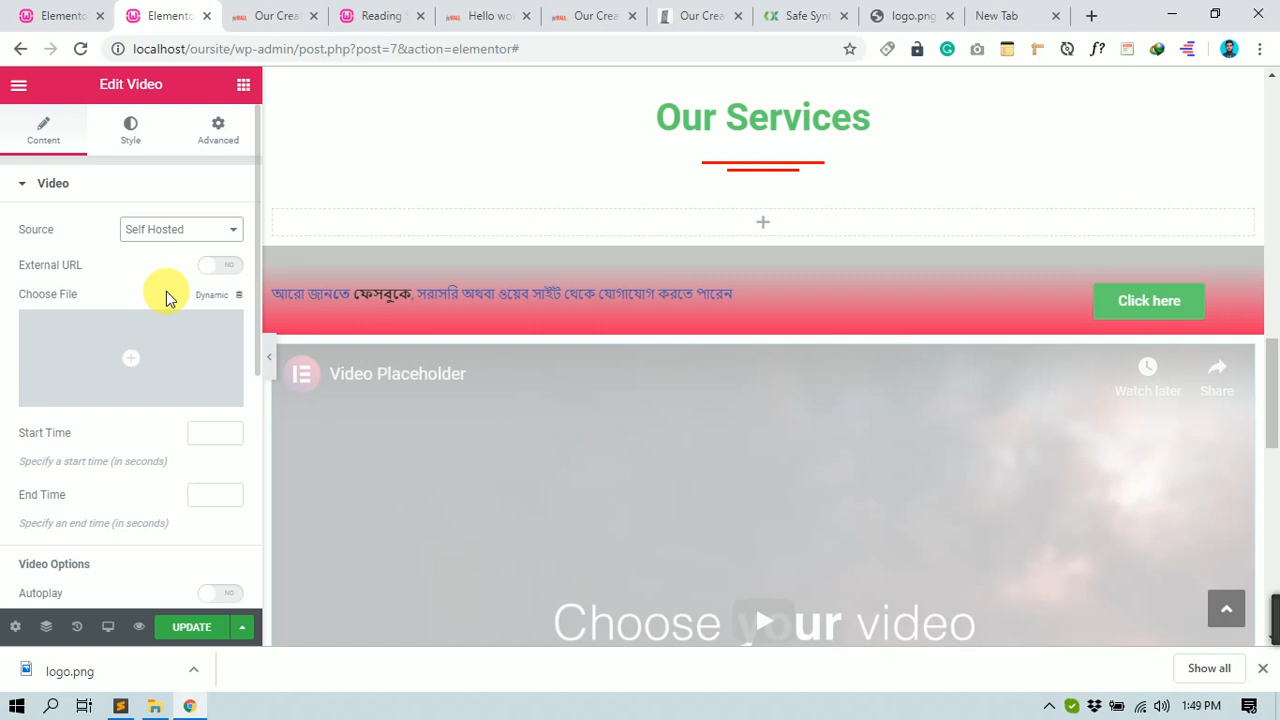 Elemento
Elemento
Our Crea
Reading S
Hello wo
Our Crea
Our Crea
Safe Syn
logo.png
New Tab
localhost/oursite/wp-admin/post.php?post=7&action=elementor#
Edit Video
Content
Style
Advanced
Video
Source
Self Hosted
External URL
NO
Choose File
Dynamic
Start Time
Specify a start time (in seconds)
End Time
Specify an end time (in seconds)
Video Options
Autoplay
NO
UPDATE
Our Services
আরো জানতে ফেসবুকে, সরাসরি অথবা ওয়েব সাইট থেকে যোগাযোগ করতে পারেন
Click here
Video Placeholder
Watch later
Share
Choose your video
logo.png
Show all
1:49 PM